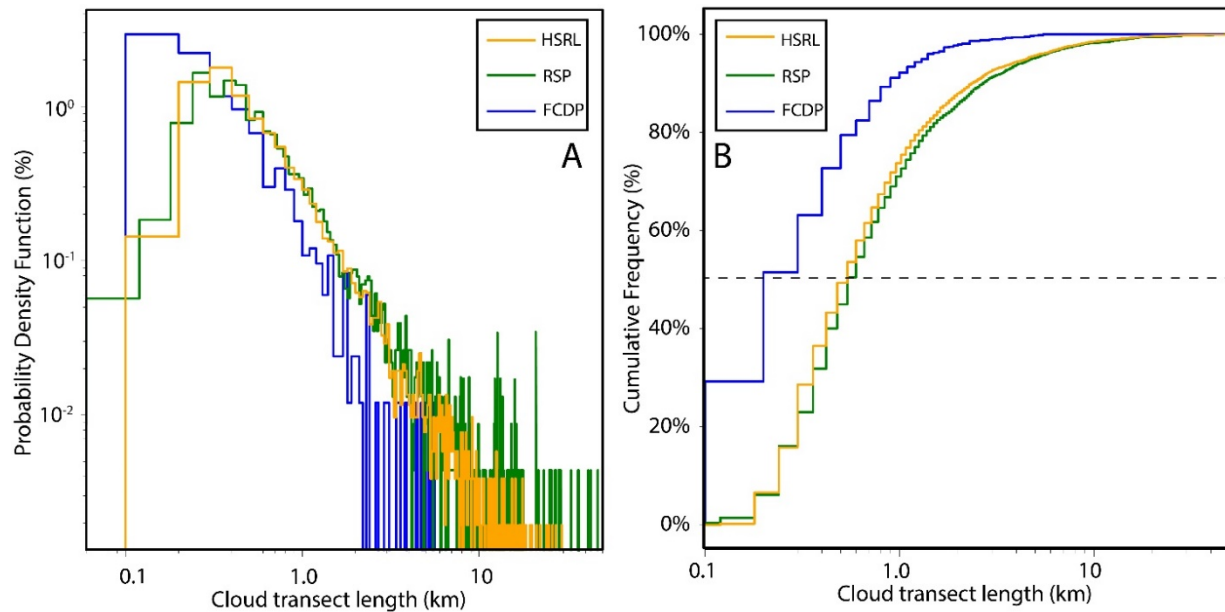 HSRL
RSP
FCDP
A
10⁰
10⁻¹
10⁻²
Probability Density Function (%)
0.1
1.0
10
Cloud transect length (km)
HSRL
RSP
FCDP
B
100%
80%
60%
40%
20%
0%
Cumulative Frequency (%)
0.1
1.0
10
Cloud transect length (km)